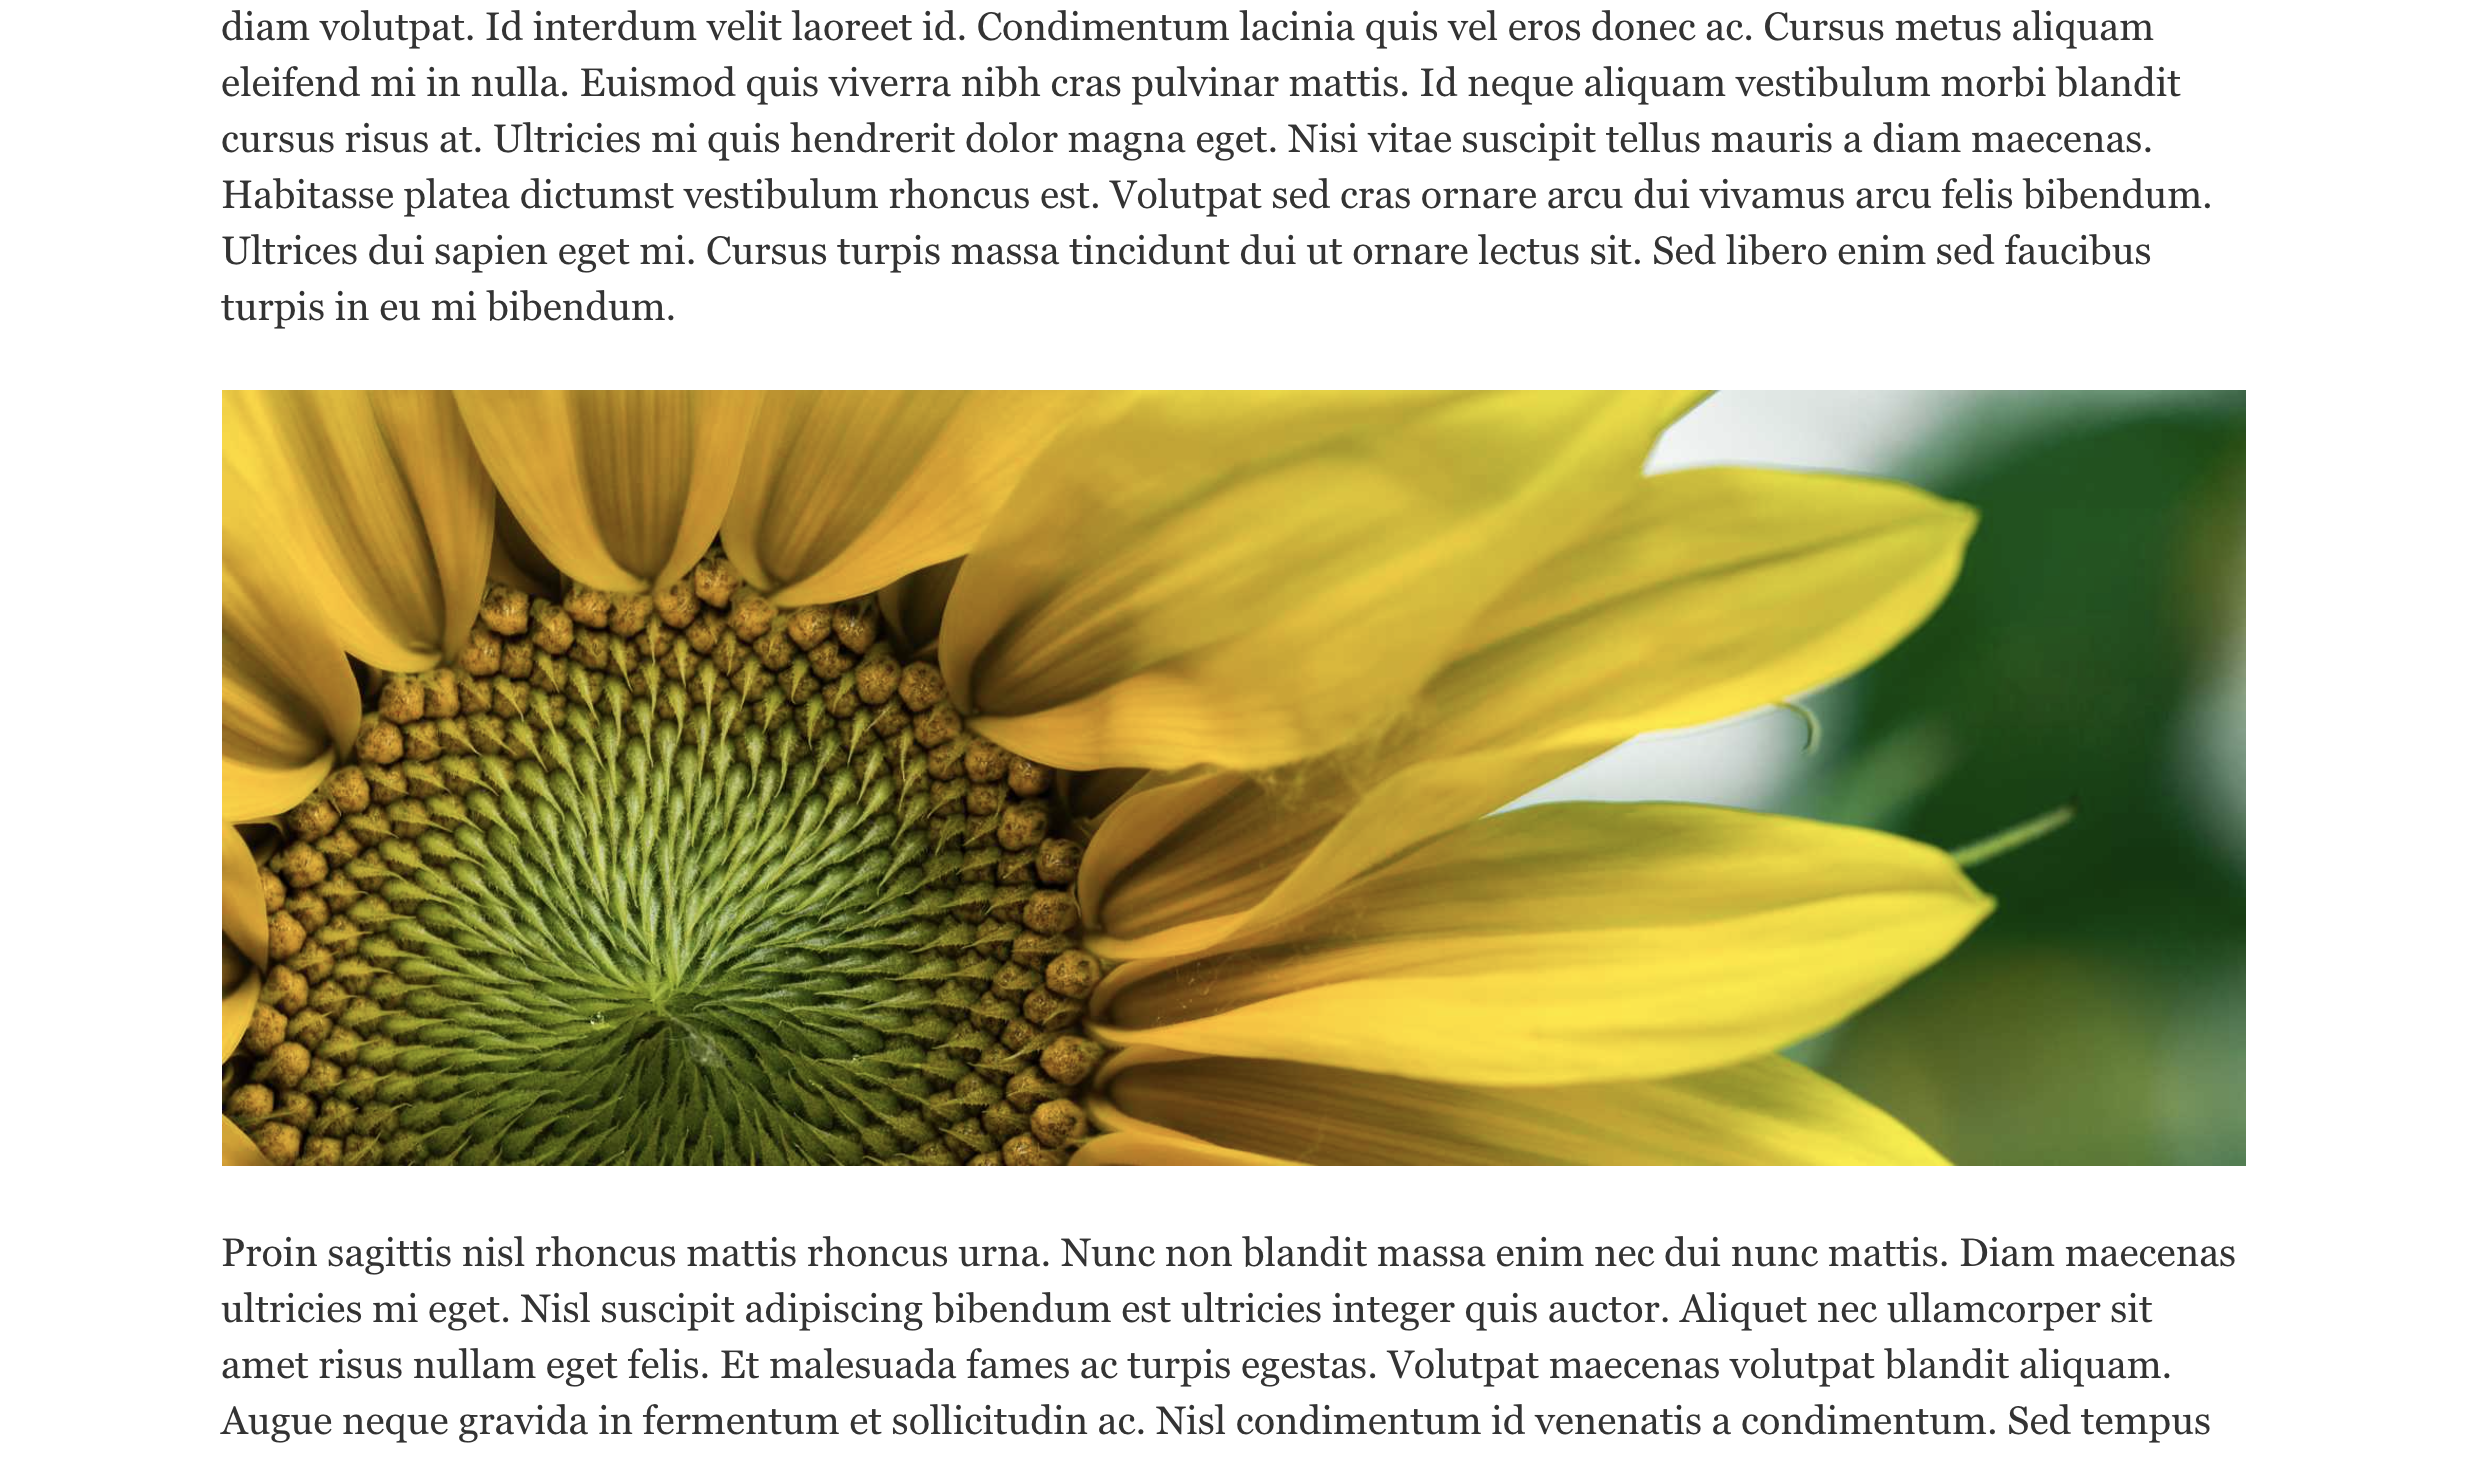 diam volutpat. Id interdum velit laoreet id. Condimentum lacinia quis vel eros donec ac. Cursus metus aliquam
eleifend mi in nulla. Euismod quis viverra nibh cras pulvinar mattis. Id neque aliquam vestibulum morbi blandit
cursus risus at. Ultricies mi quis hendrerit dolor magna eget. Nisi vitae suscipit tellus mauris a diam maecenas.
Habitasse platea dictumst vestibulum rhoncus est. Volutpat sed cras ornare arcu dui vivamus arcu felis bibendum.
Ultrices dui sapien eget mi. Cursus turpis massa tincidunt dui ut ornare lectus sit. Sed libero enim sed faucibus
turpis in eu mi bibendum.
Proin sagittis nisl rhoncus mattis rhoncus urna. Nunc non blandit massa enim nec dui nunc mattis. Diam maecenas
ultricies mi eget. Nisl suscipit adipiscing bibendum est ultricies integer quis auctor. Aliquet nec ullamcorper sit
amet risus nullam eget felis. Et malesuada fames ac turpis egestas. Volutpat maecenas volutpat blandit aliquam.
Augue neque gravida in fermentum et sollicitudin ac. Nisl condimentum id venenatis a condimentum. Sed tempus